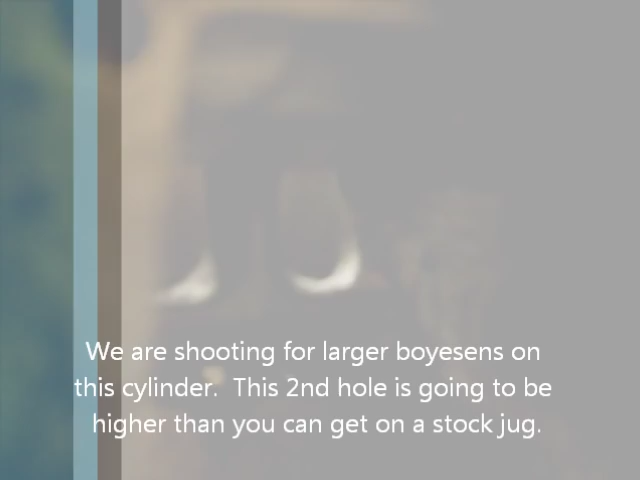 We are shooting for larger boyesens on
this cylinder.  This 2nd hole is going to be
higher than you can get on a stock jug.